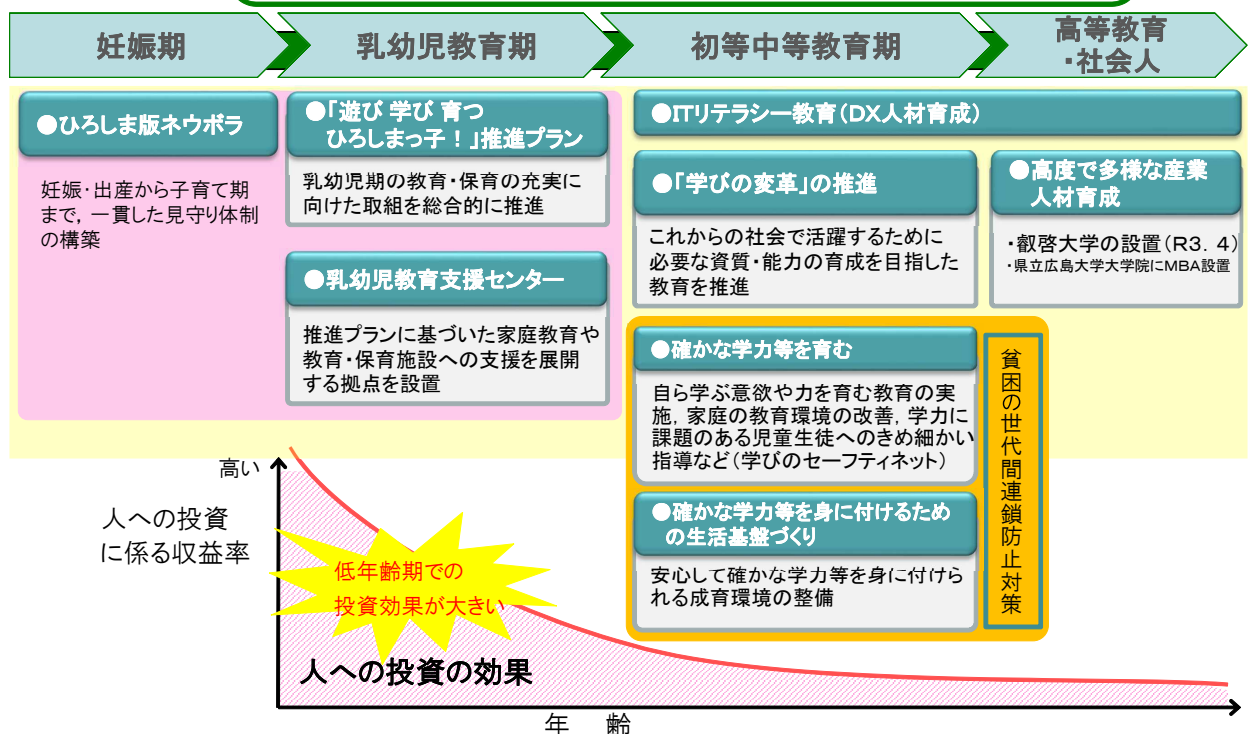 妊娠期
乳幼児教育期
初等中等教育期
高等教育
・社会人
●ひろしま版ネウボラ
妊娠・出産から子育て期
まで，一貫した見守り体制
の構築
●「遊び 学び 育つ
ひろしまっ子！」推進プラン
乳幼児期の教育・保育の充実に
向けた取組を総合的に推進
●乳幼児教育支援センター
推進プランに基づいた家庭教育や
教育・保育施設への支援を展開
する拠点を設置
●ITリテラシー教育（DX人材育成）
●「学びの変革」の推進
これからの社会で活躍するために
必要な資質・能力の育成を目指した
教育を推進
●高度で多様な産業
人材育成
・叡啓大学の設置（R3．4）
・県立広島大学大学院にMBA設置
●確かな学力等を育む
自ら学ぶ意欲や力を育む教育の実
施，家庭の教育環境の改善，学力に
課題のある児童生徒へのきめ細かい
指導など（学びのセーフティネット）
●確かな学力等を身に付けるため
の生活基盤づくり
安心して確かな学力等を身に付けら
れる成育環境の整備
貧困の世代間連鎖防止対策
高い
人への投資
に係る収益率
低年齢期での
投資効果が大きい
人への投資の効果
年 齢